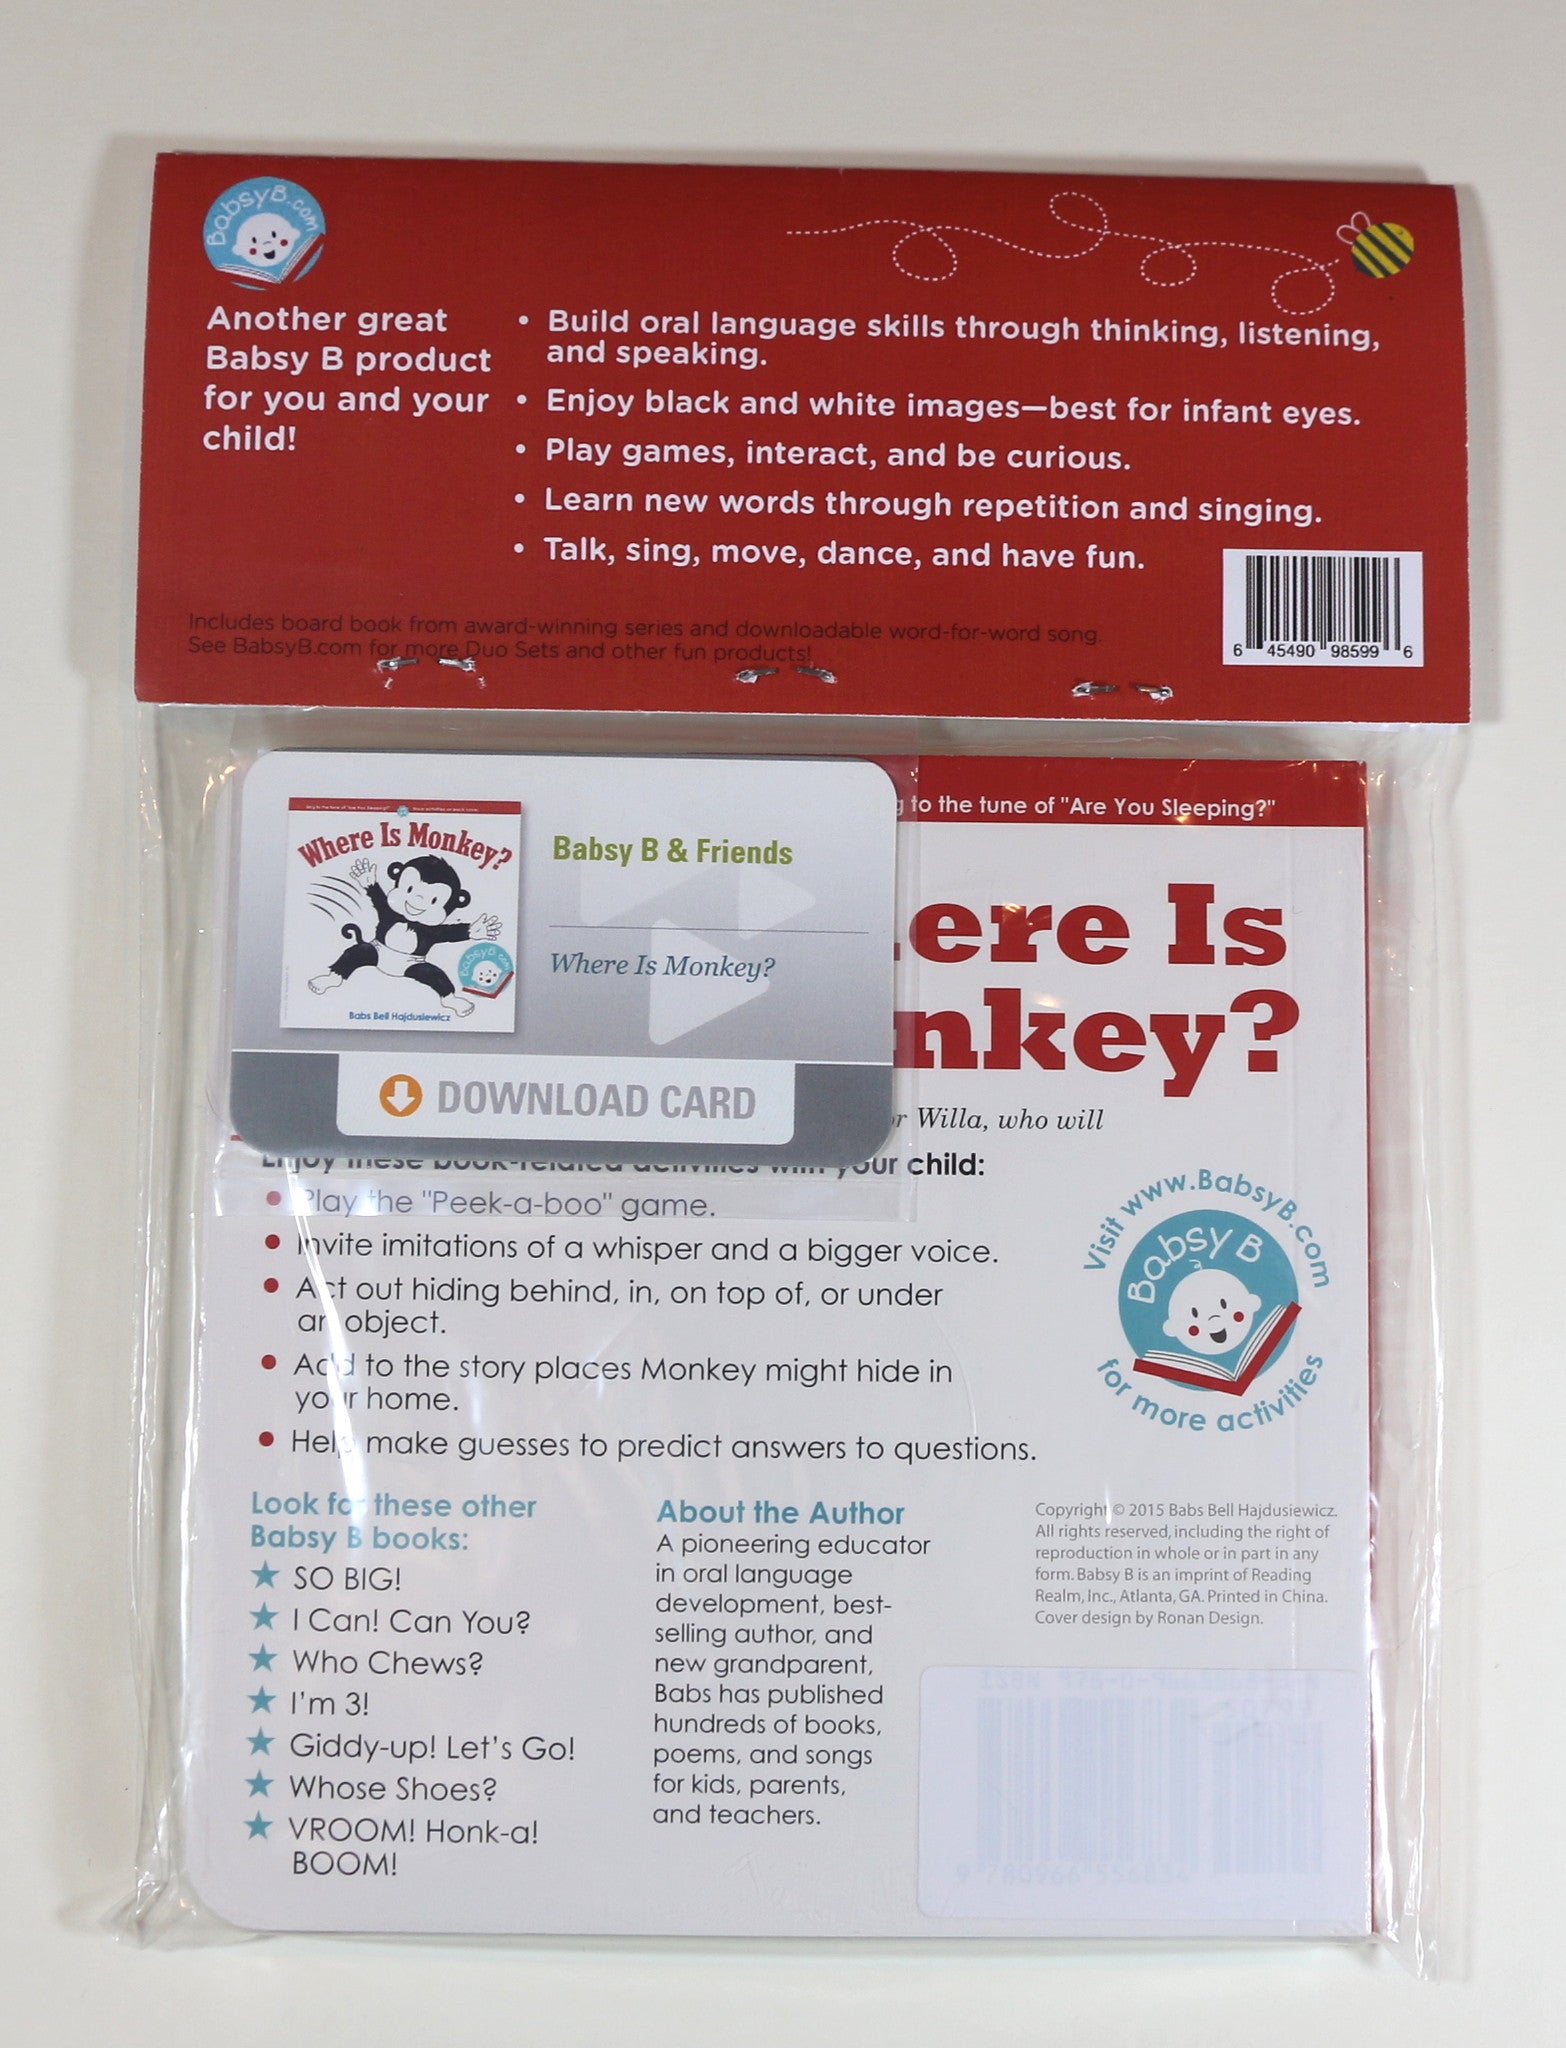 BabsyB.com
Another great
Babsy B product
for you and your
child!
• Build oral language skills through thinking, listening,
and speaking.
• Enjoy black and white images—best for infant eyes.
• Play games, interact, and be curious.
• Learn new words through repetition and singing.
• Talk, sing, move, dance, and have fun.
Includes board book from award-winning series and downloadable word-for-word song.
See BabsyB.com for more Duo Sets and other fun products!
6 45490 98599 6
Where Is Monkey?
Babs Bell Hajdusiewicz
Babsy B & Friends
Where Is Monkey?
DOWNLOAD CARD
to the tune of "Are You Sleeping?"
ere Is
nkey?
Willa, who will
Enjoy these book-related activities with your child:
• Play the "Peek-a-boo" game.
• Invite imitations of a whisper and a bigger voice.
• Act out hiding behind, in, on top of, or under
an object.
• Add to the story places Monkey might hide in
your home.
• Help make guesses to predict answers to questions.
Visit www.BabsyB.com
Babsy B
for more activities
Look for these other
Babsy B books:
★ SO BIG!
★ I Can! Can You?
★ Who Chews?
★ I'm 3!
★ Giddy-up! Let's Go!
★ Whose Shoes?
★ VROOM! Honk-a!
BOOM!
About the Author
A pioneering educator
in oral language
development, best-
selling author, and
new grandparent,
Babs has published
hundreds of books,
poems, and songs
for kids, parents,
and teachers.
Copyright © 2015 Babs Bell Hajdusiewicz.
All rights reserved, including the right of
reproduction in whole or in part in any
form. Babsy B is an imprint of Reading
Realm, Inc., Atlanta, GA. Printed in China.
Cover design by Ronan Design.
9 780966 556834